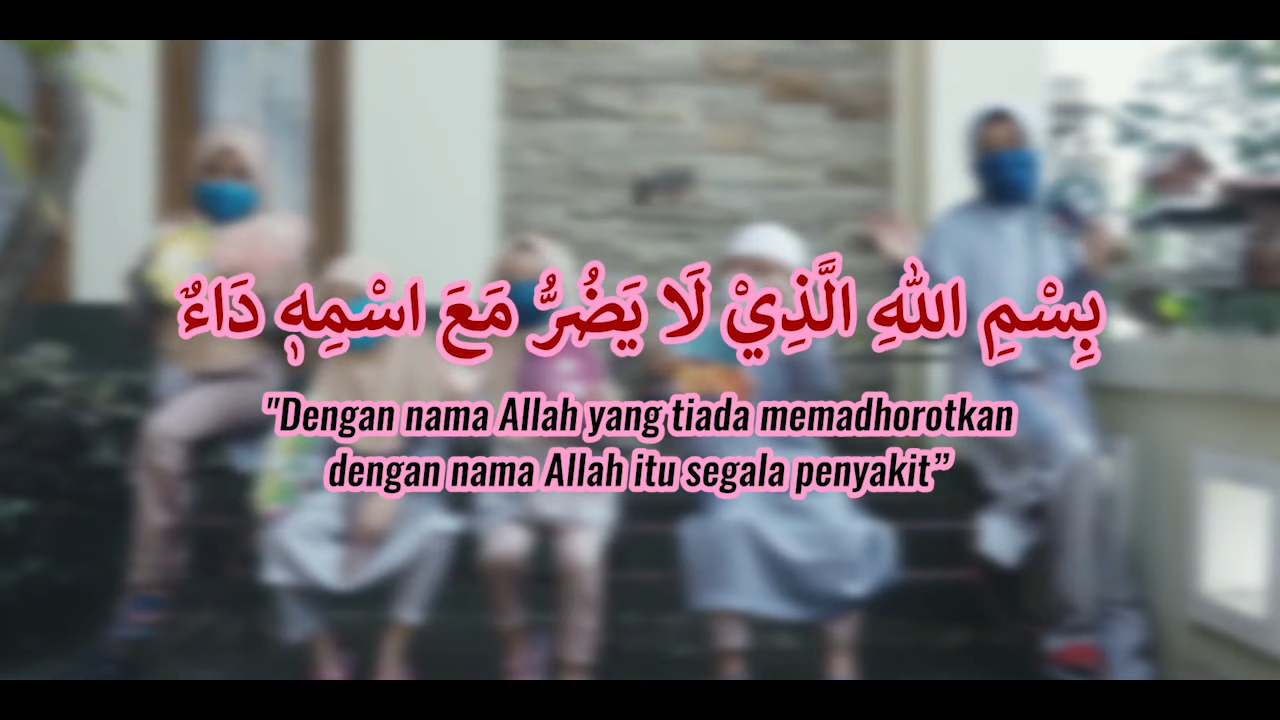 بِسْمِ اللهِ الَّذِيْ لَا يَضُرُّ مَعَ اسْمِهٖ دَاءٌ
"Dengan nama Allah yang tiada memadhorotkan
dengan nama Allah itu segala penyakit”